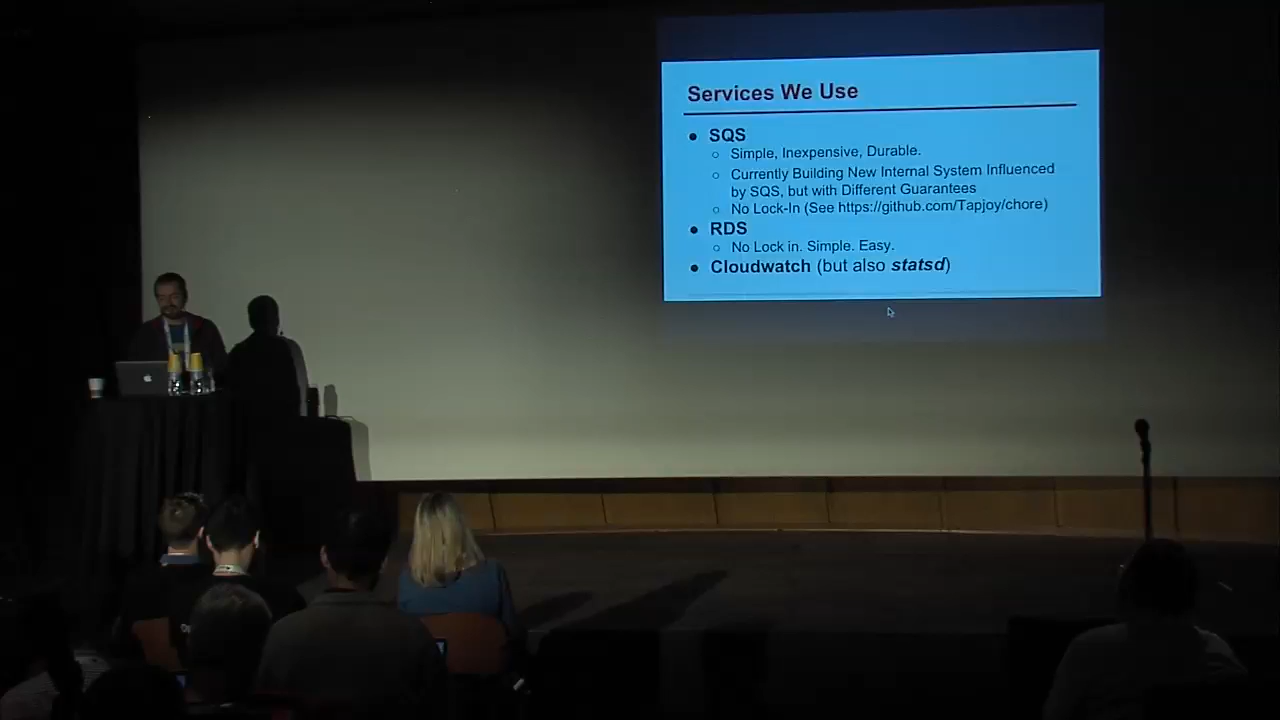 Services We Use
● SQS
○ Simple, Inexpensive, Durable.
○ Currently Building New Internal System Influenced
by SQS, but with Different Guarantees
○ No Lock-In (See https://github.com/Tapjoy/chore)
● RDS
○ No Lock in. Simple. Easy.
● Cloudwatch (but also statsd)